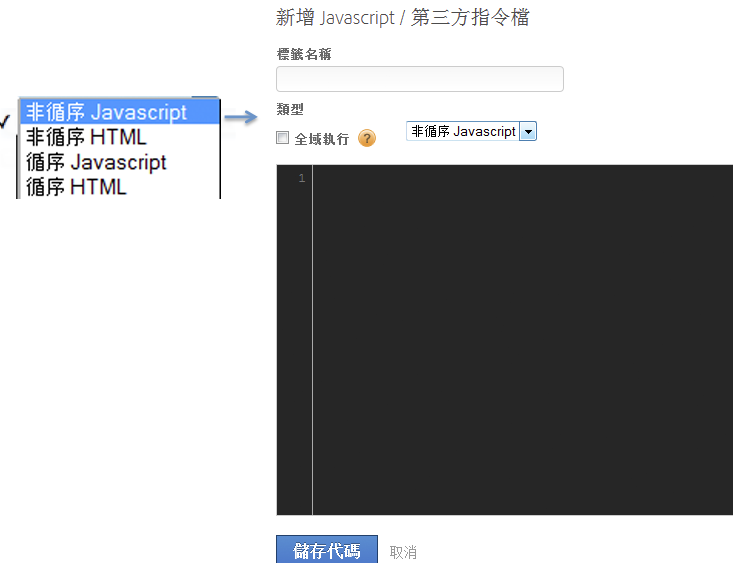 新增 Javascript / 第三方指令檔
標籤名稱
類型
全域執行 ?
非循序 Javascript
非循序 Javascript
非循序 HTML
循序 Javascript
循序 HTML
1
儲存代碼 取消